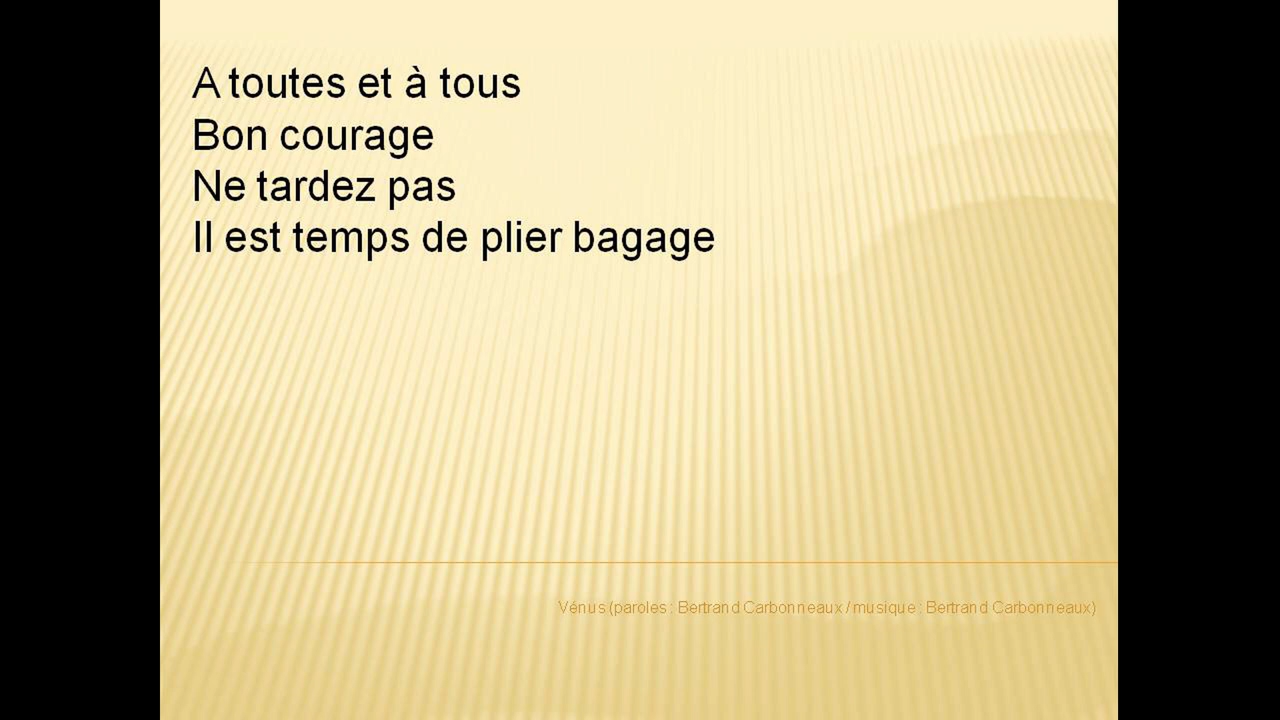 A toutes et à tous
Bon courage
Ne tardez pas
Il est temps de plier bagage
Vénus (paroles : Bertrand Carbonneaux / musique : Bertrand Carbonneaux)